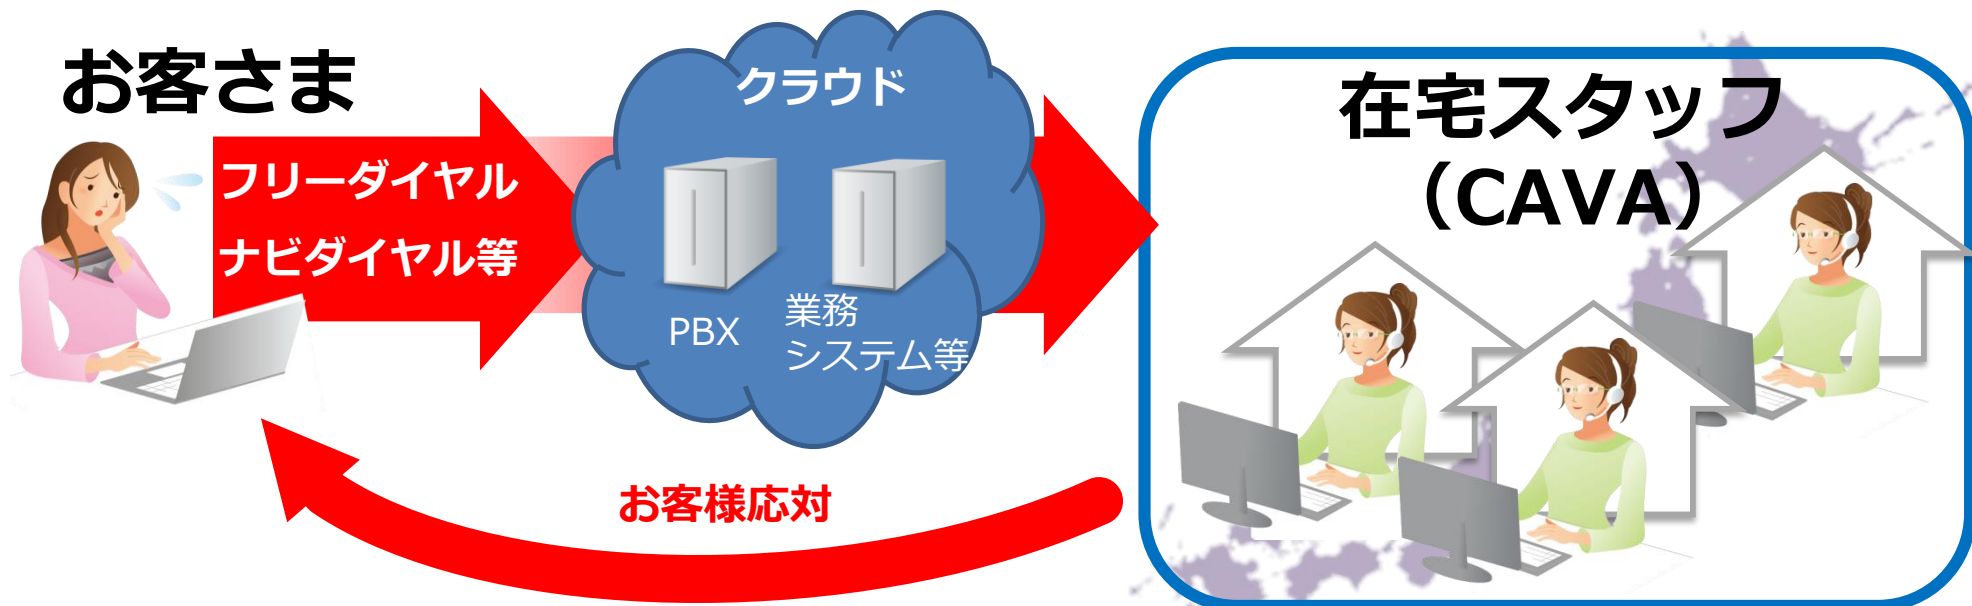 お客さま
フリーダイヤル
ナビダイヤル等
クラウド
PBX
業務
システム等
在宅スタッフ
（CAVA）
お客様応対